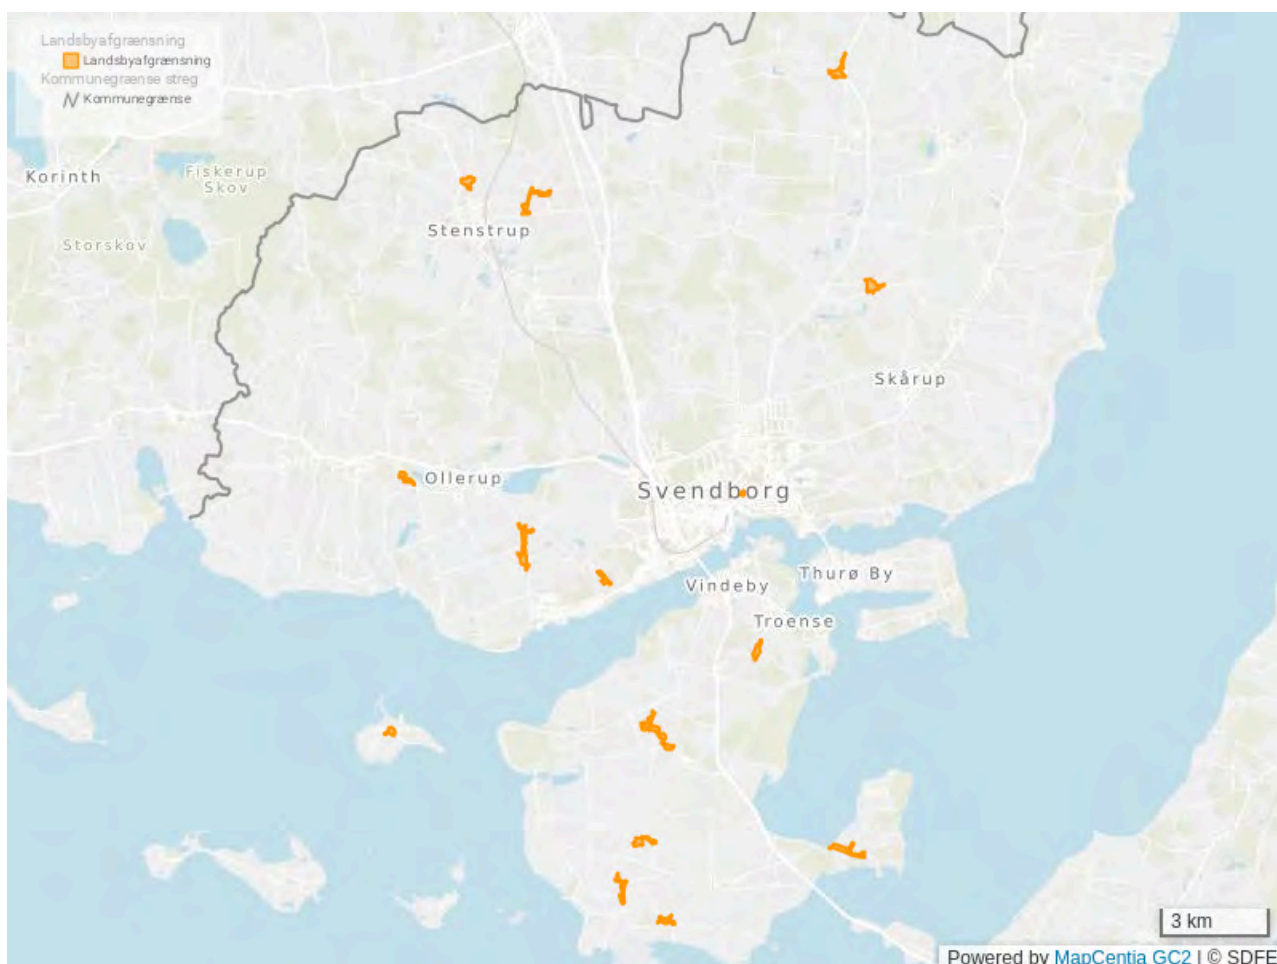 Landsbyafgrænsning
Landsbyafgrænsning
Kommunegrænse streg
Kommunegrænse
Korinth
Fiskerup
Skov
Storskov
Stenstrup
Skårup
Ollerup
Svendborg
Vindeby
Thurø By
Troense
3 km
Powered by MapCentia GC2 | © SDFE